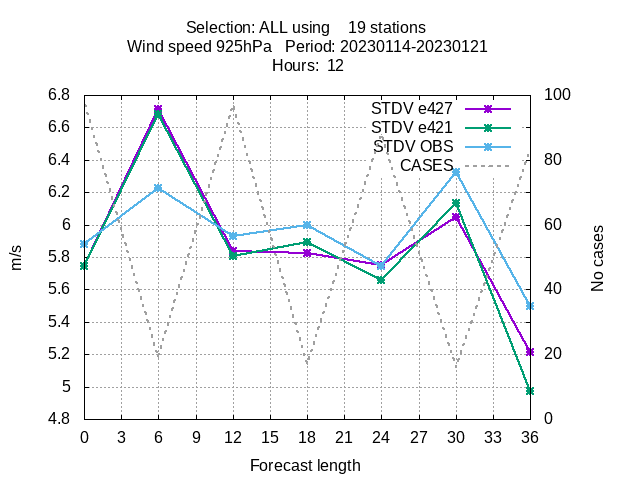 Selection: ALL using    19 stations
Wind speed 925hPa   Period: 20230114-20230121
Hours:  12
STDV e427
STDV e421
STDV OBS
CASES
6.8
6.6
6.4
6.2
6
5.8
5.6
5.4
5.2
5
4.8
m/s
100
80
60
40
20
0
No cases
0 3 6 9 12 15 18 21 24 27 30 33 36
Forecast length